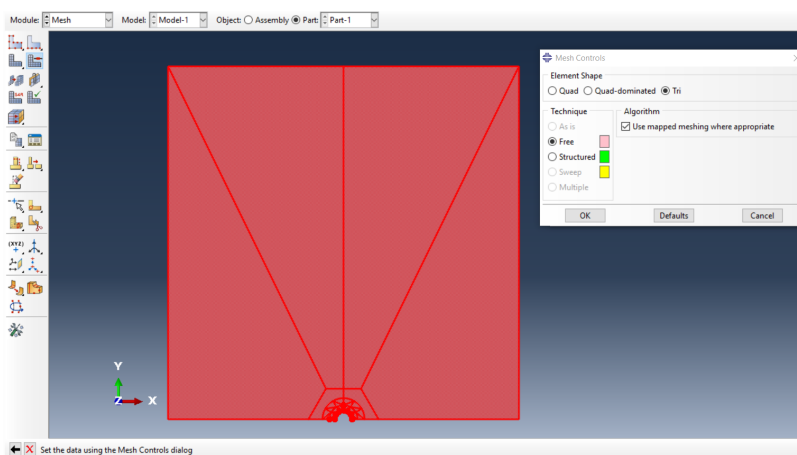 Module: Mesh Model: Model-1 Object: Assembly Part: Part-1
Mesh Controls
Element Shape
Quad Quad-dominated Tri
Technique
Algorithm
As is
Use mapped meshing where appropriate
Free
Structured
Sweep
Multiple
OK Defaults Cancel
(XYZ)
Y
Z X
Set the data using the Mesh Controls dialog